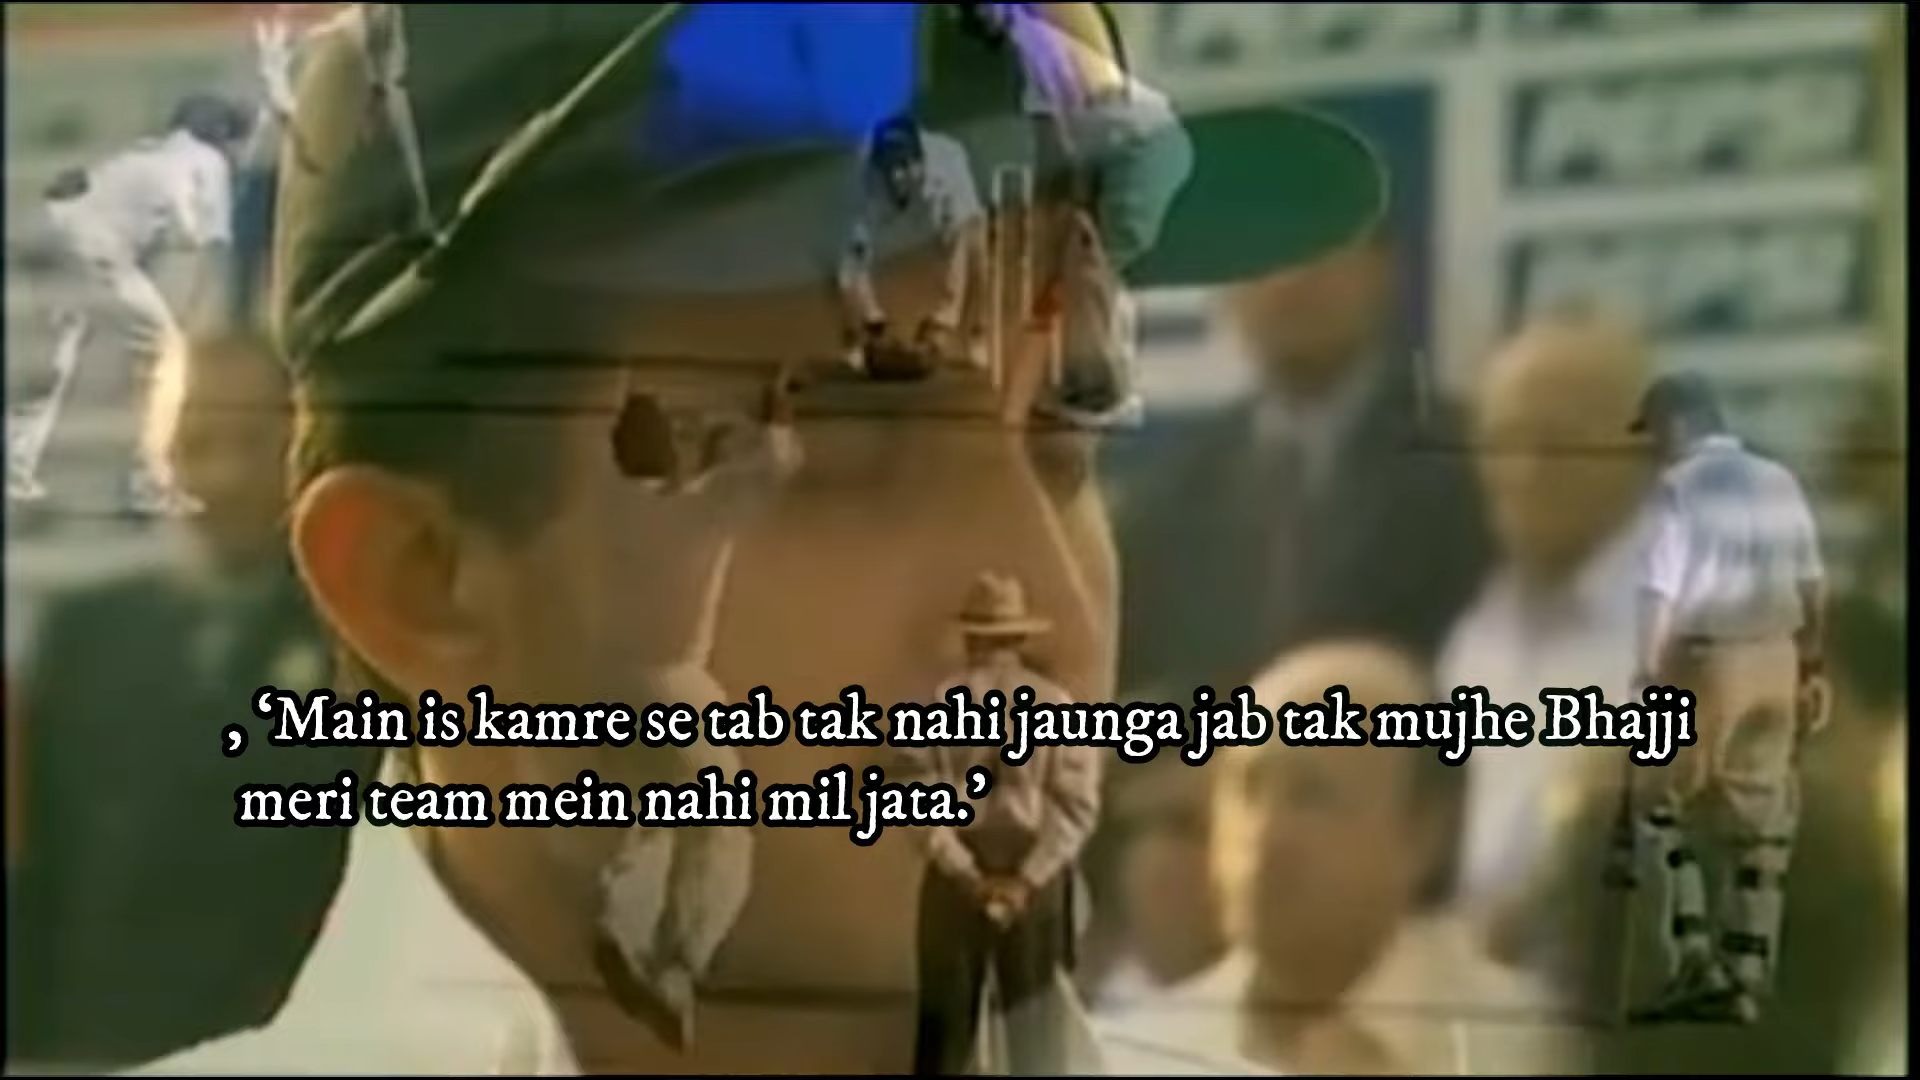 , ‘Main is kamre se tab tak nahi jaunga jab tak mujhe Bhajji
meri team mein nahi mil jata.’